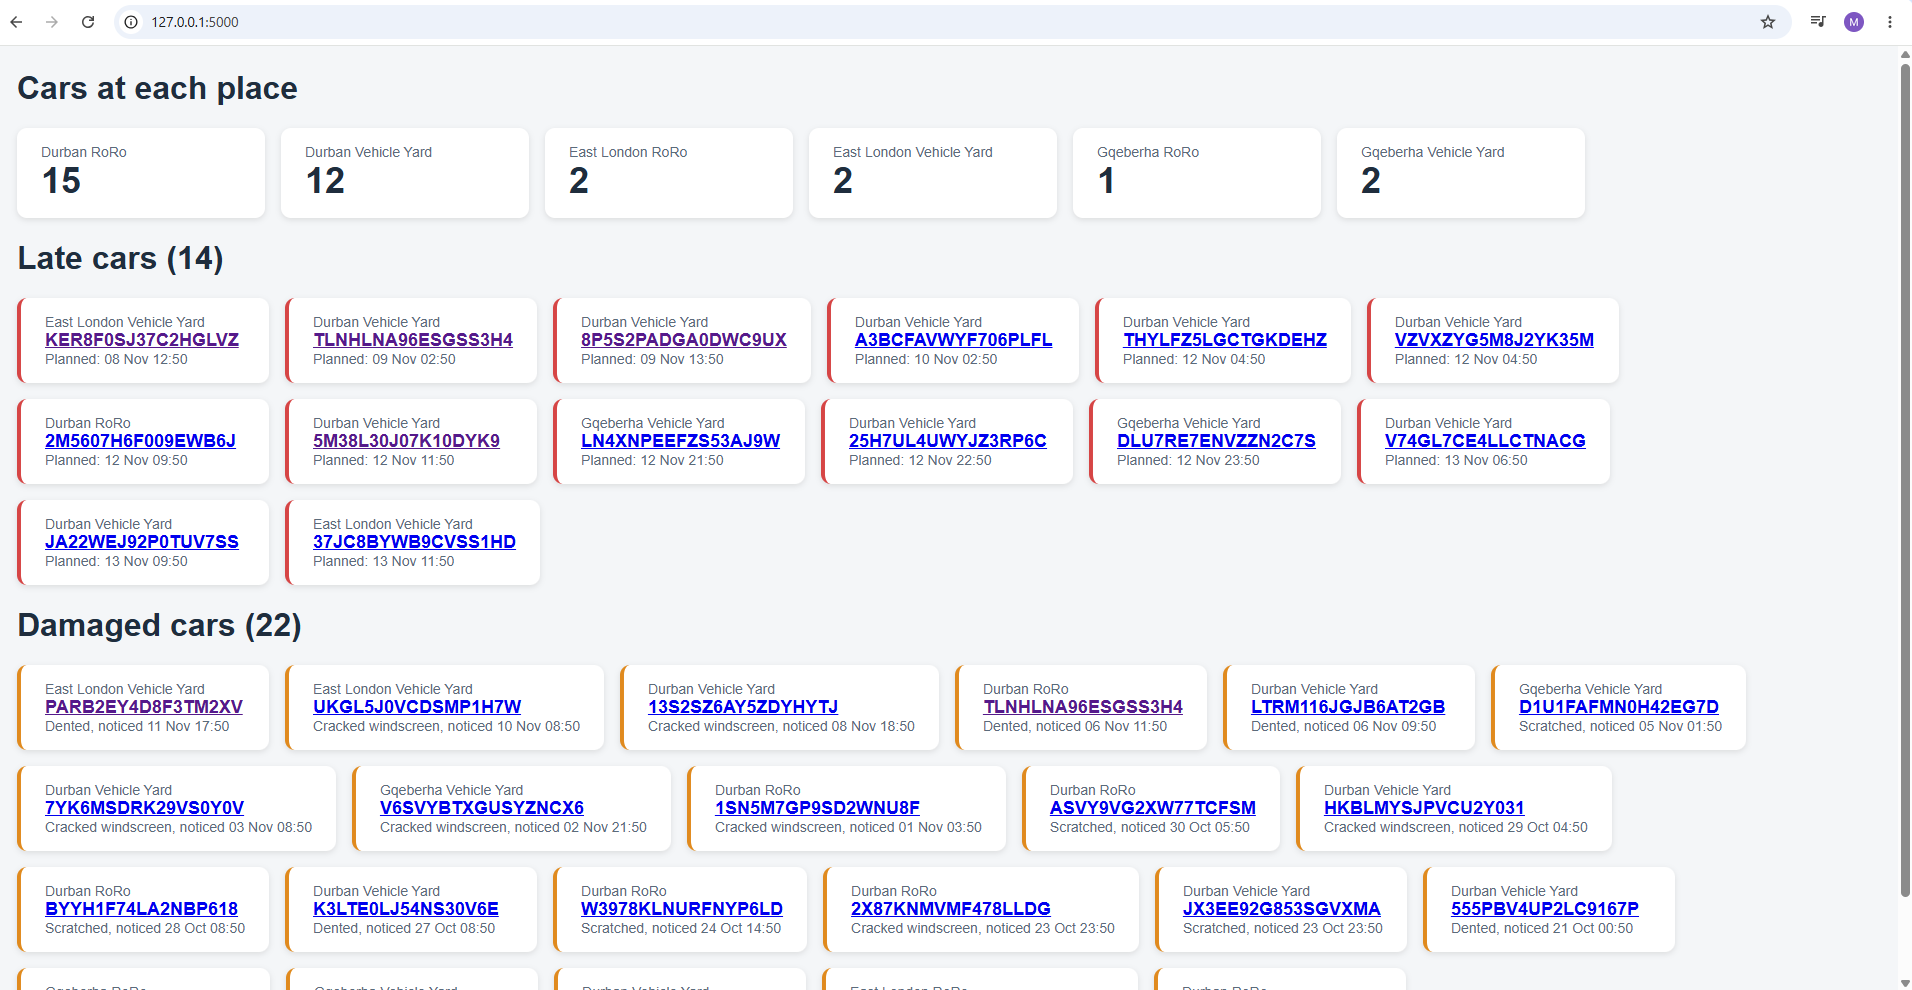 127.0.0.1:5000
M
Cars at each place
Durban RoRo
15
Durban Vehicle Yard
12
East London RoRo
2
East London Vehicle Yard
2
Gqeberha RoRo
1
Gqeberha Vehicle Yard
2
Late cars (14)
East London Vehicle Yard
KER8F0SJ37C2HGLVZ
Planned: 08 Nov 12:50
Durban Vehicle Yard
TLNHLNA96ESGSS3H4
Planned: 09 Nov 02:50
Durban Vehicle Yard
8P5S2PADGA0DWC9UX
Planned: 09 Nov 13:50
Durban Vehicle Yard
A3BCFAVWYF706PLFL
Planned: 10 Nov 02:50
Durban Vehicle Yard
THYLFZ5LGCTGKDEHZ
Planned: 12 Nov 04:50
Durban Vehicle Yard
VZVXZYG5M8J2YK35M
Planned: 12 Nov 04:50
Durban RoRo
2M5607H6F009EWB6J
Planned: 12 Nov 09:50
Durban Vehicle Yard
5M38L30J07K10DYK9
Planned: 12 Nov 11:50
Gqeberha Vehicle Yard
LN4XNPEEFZS53AJ9W
Planned: 12 Nov 21:50
Durban Vehicle Yard
25H7UL4UWYJZ3RP6C
Planned: 12 Nov 22:50
Gqeberha Vehicle Yard
DLU7RE7ENVZZN2C7S
Planned: 12 Nov 23:50
Durban Vehicle Yard
V74GL7CE4LLCTNACG
Planned: 13 Nov 06:50
Durban Vehicle Yard
JA22WEJ92P0TUV7SS
Planned: 13 Nov 09:50
East London Vehicle Yard
37JC8BYWB9CVSS1HD
Planned: 13 Nov 11:50
Damaged cars (22)
East London Vehicle Yard
PARB2EY4D8F3TM2XV
Dented, noticed 11 Nov 17:50
East London Vehicle Yard
UKGL5J0VCDSMP1H7W
Cracked windscreen, noticed 10 Nov 08:50
Durban Vehicle Yard
13S2SZ6AY5ZDYHYTJ
Cracked windscreen, noticed 08 Nov 18:50
Durban RoRo
TLNHLNA96ESGSS3H4
Dented, noticed 06 Nov 11:50
Durban Vehicle Yard
LTRM116JGJB6AT2GB
Dented, noticed 06 Nov 09:50
Gqeberha Vehicle Yard
D1U1FAFMN0H42EG7D
Scratched, noticed 05 Nov 01:50
Durban Vehicle Yard
7YK6MSDRK29VS0Y0V
Cracked windscreen, noticed 03 Nov 08:50
Gqeberha Vehicle Yard
V6SVYBTXGUSYZNCX6
Cracked windscreen, noticed 02 Nov 21:50
Durban RoRo
1SN5M7GP9SD2WNU8F
Cracked windscreen, noticed 01 Nov 03:50
Durban RoRo
ASVY9VG2XW77TCFSM
Scratched, noticed 30 Oct 05:50
Durban Vehicle Yard
HKBLMYSJPVCU2Y031
Cracked windscreen, noticed 29 Oct 04:50
Durban RoRo
BYYH1F74LA2NBP618
Scratched, noticed 28 Oct 08:50
Durban Vehicle Yard
K3LTE0LJ54NS30V6E
Dented, noticed 27 Oct 08:50
Durban RoRo
W3978KLNURFNYP6LD
Scratched, noticed 24 Oct 14:50
Durban RoRo
2X87KNMVMF478LLDG
Cracked windscreen, noticed 23 Oct 23:50
Durban Vehicle Yard
JX3EE92G853SGVXMA
Scratched, noticed 23 Oct 23:50
Durban Vehicle Yard
555PBV4UP2LC9167P
Dented, noticed 21 Oct 00:50
Gqeberha RoRo
Gqeberha Vehicle Yard
Durban Vehicle Yard
East London RoRo
Durban RoRo